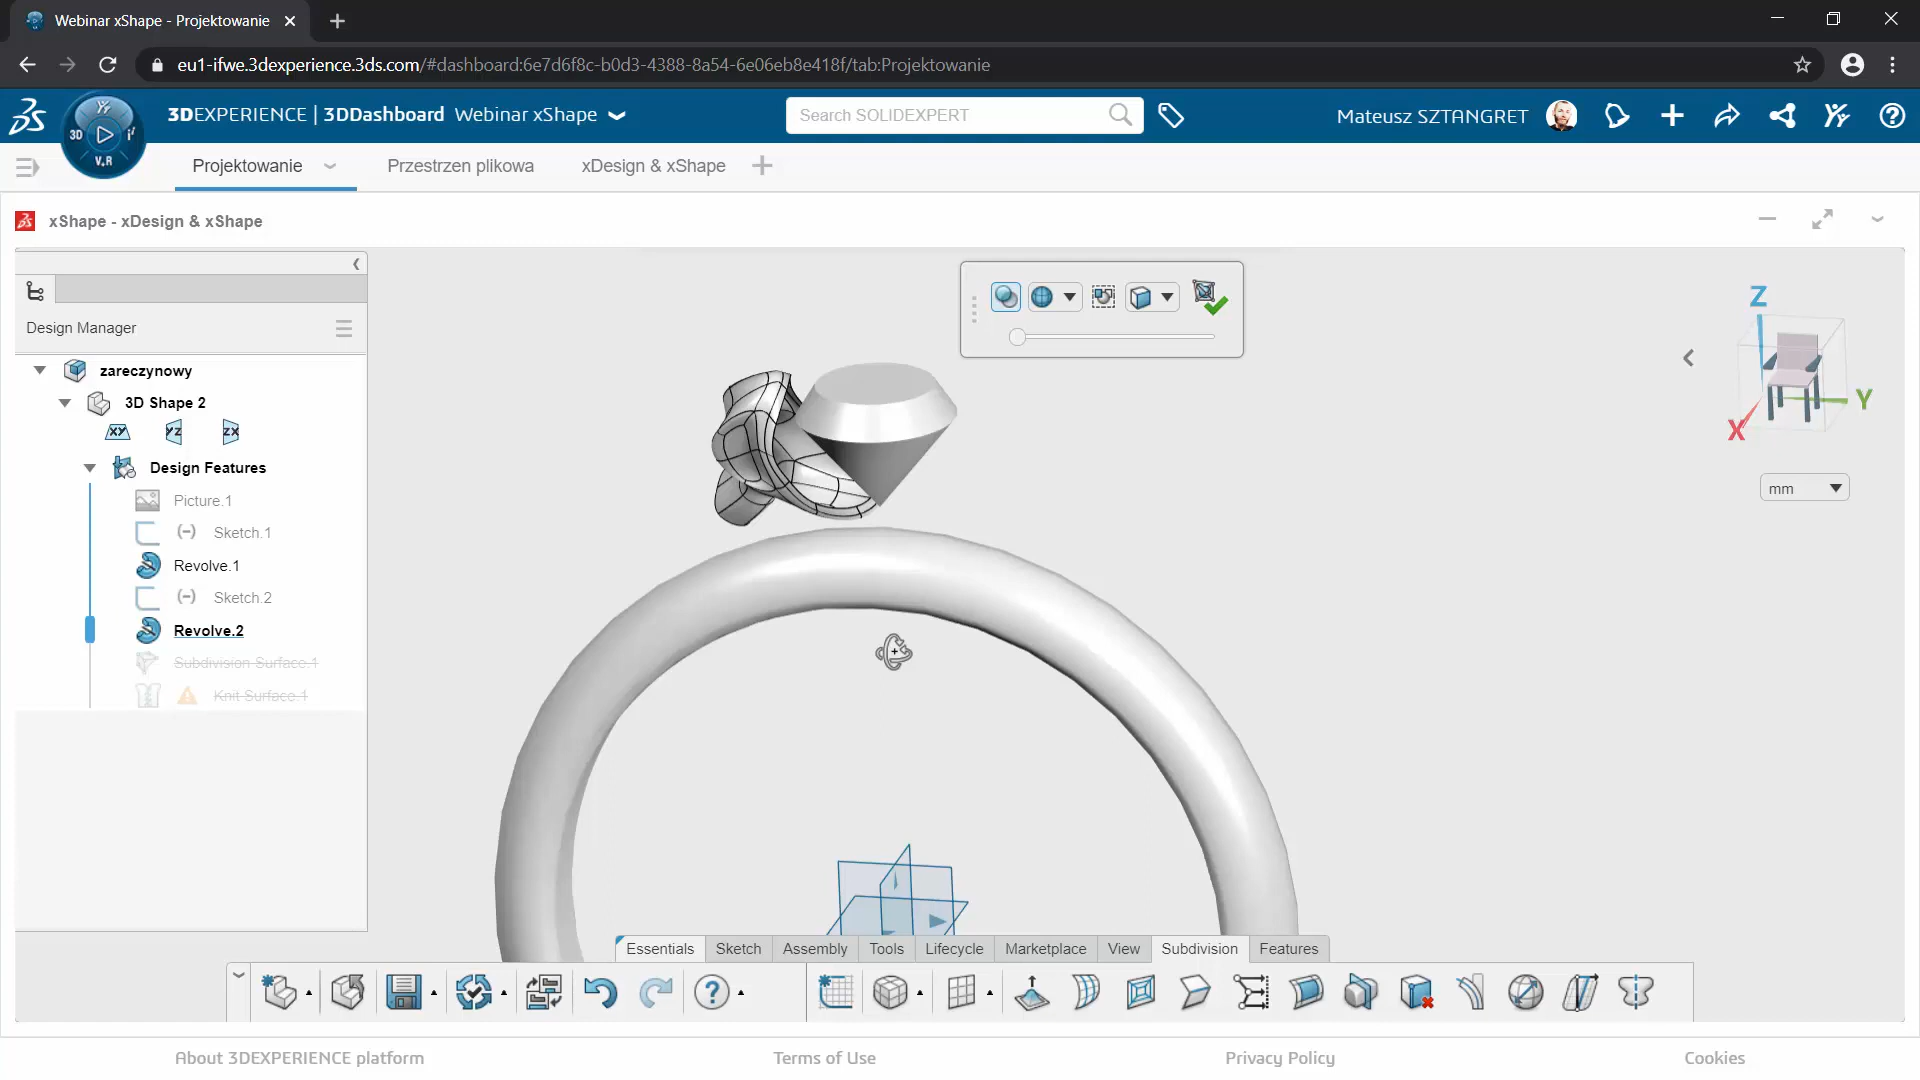 Webinar xShape - Projektowanie
eu1-ifwe.3dexperience.3ds.com/#dashboard:6e7d6f8c-b0d3-4388-8a54-6e06eb8e418f/tab:Projektowanie
3DEXPERIENCE | 3DDashboard Webinar xShape
Search SOLIDEXPERT
Mateusz SZTANGRET
3D
V.R
Projektowanie
Przestrzen plikowa
xDesign & xShape
xShape - xDesign & xShape
Design Manager
zareczynowy
3D Shape 2
XY YZ ZX
Design Features
Picture.1
(-) Sketch.1
Revolve.1
(-) Sketch.2
Revolve.2
Subdivision Surface.1
Knit Surface.1
Z
Y
X
mm
Essentials Sketch Assembly Tools Lifecycle Marketplace View Subdivision Features
About 3DEXPERIENCE platform
Terms of Use
Privacy Policy
Cookies